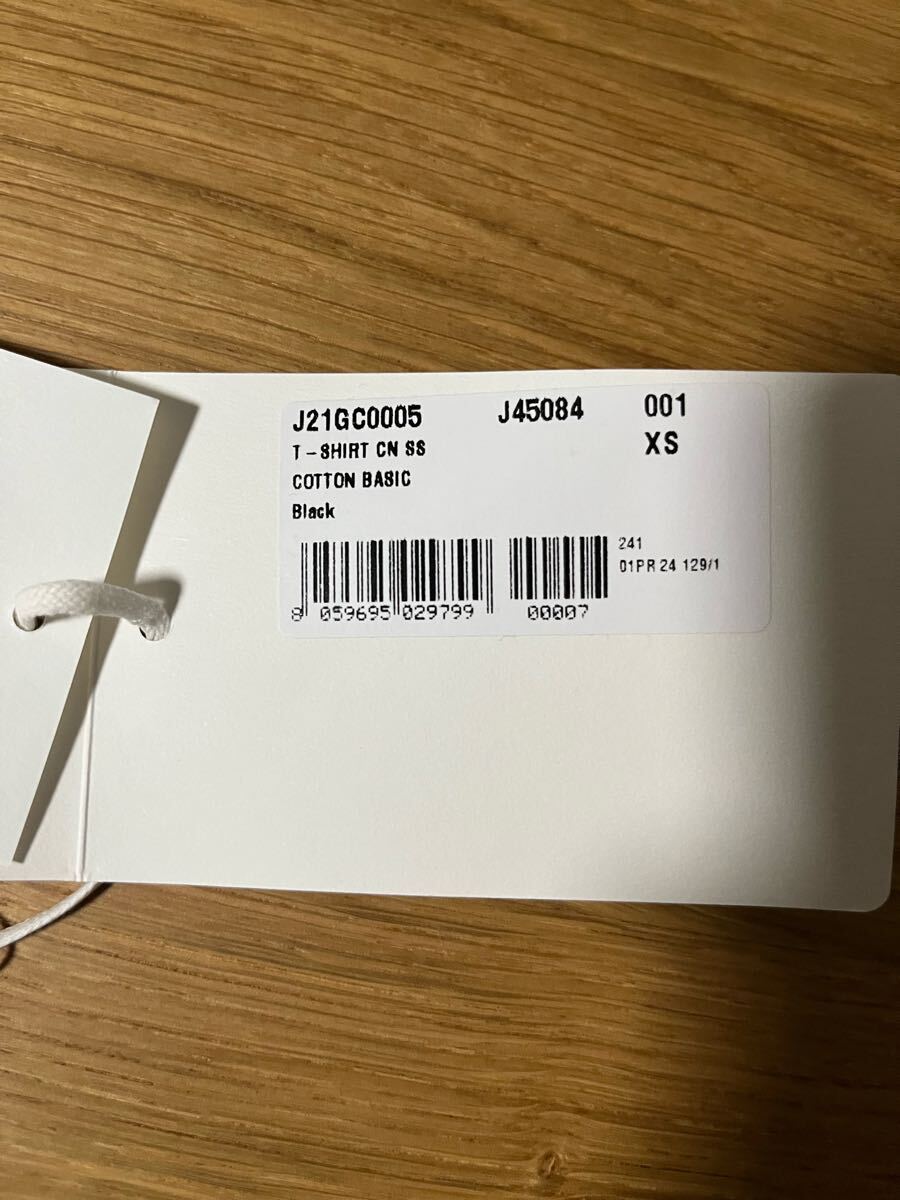 J21GC0005 J45084 001
T-SHIRT CN SS XS
COTTON BASIC
Black
241
01PR 24 129/1
8 059695 029799 00007